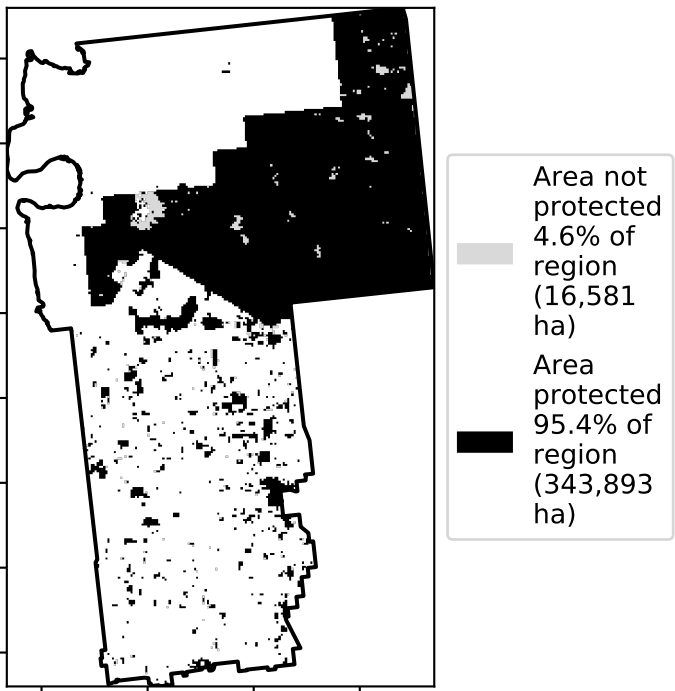 Area not
protected
4.6% of
region
(16,581
ha)
Area
protected
95.4% of
region
(343,893
ha)